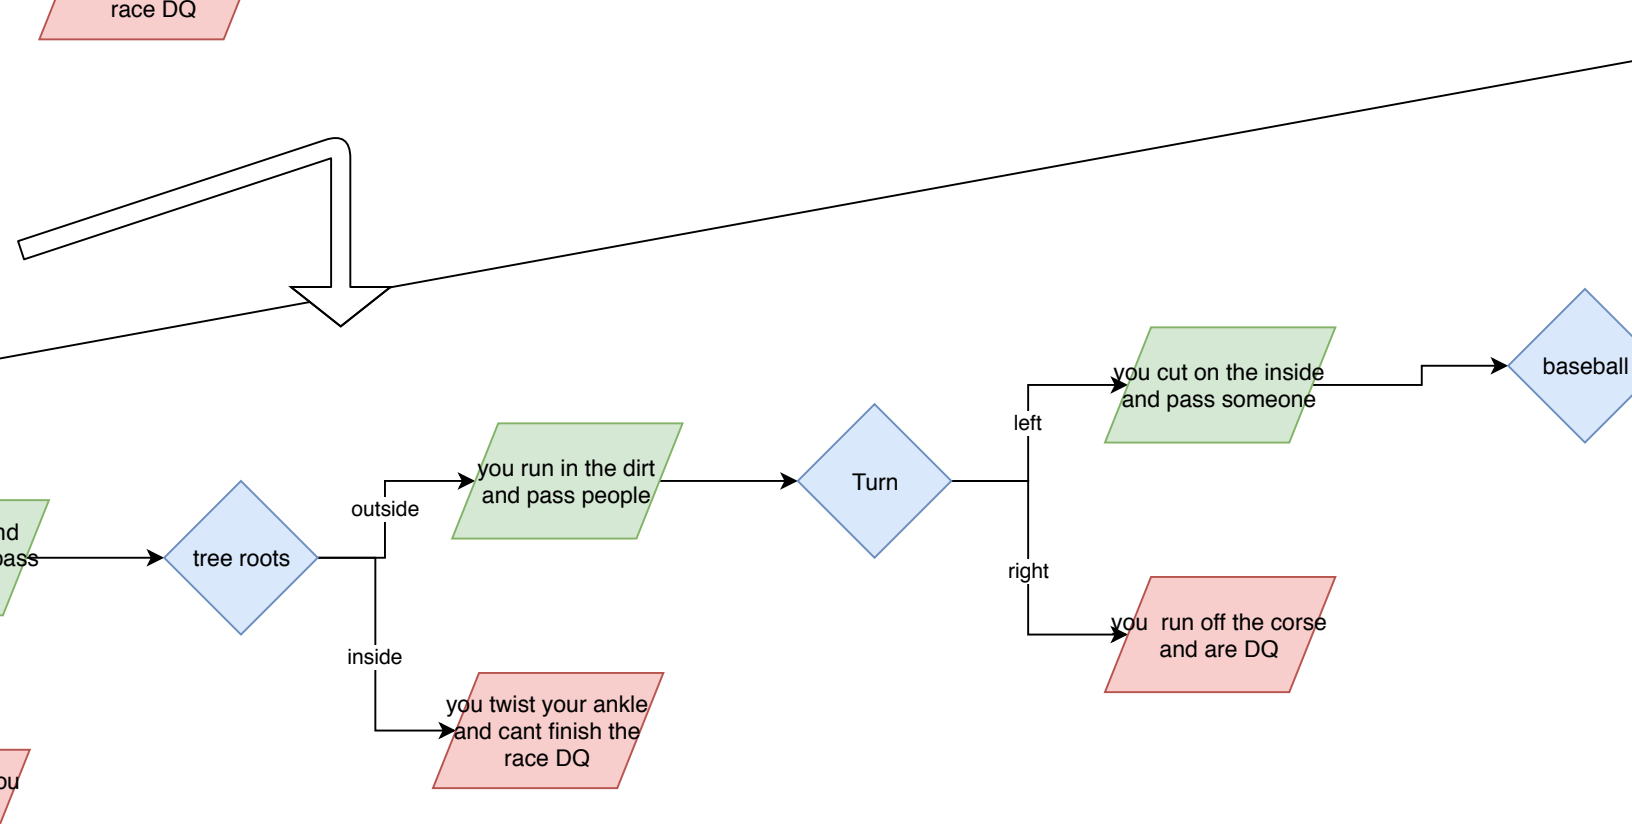 race DQ
you cut on the inside
and pass someone
baseball
left
you run in the dirt
and pass people
Turn
outside
pass
tree roots
right
you  run off the corse
and are DQ
inside
you twist your ankle
and cant finish the
race DQ